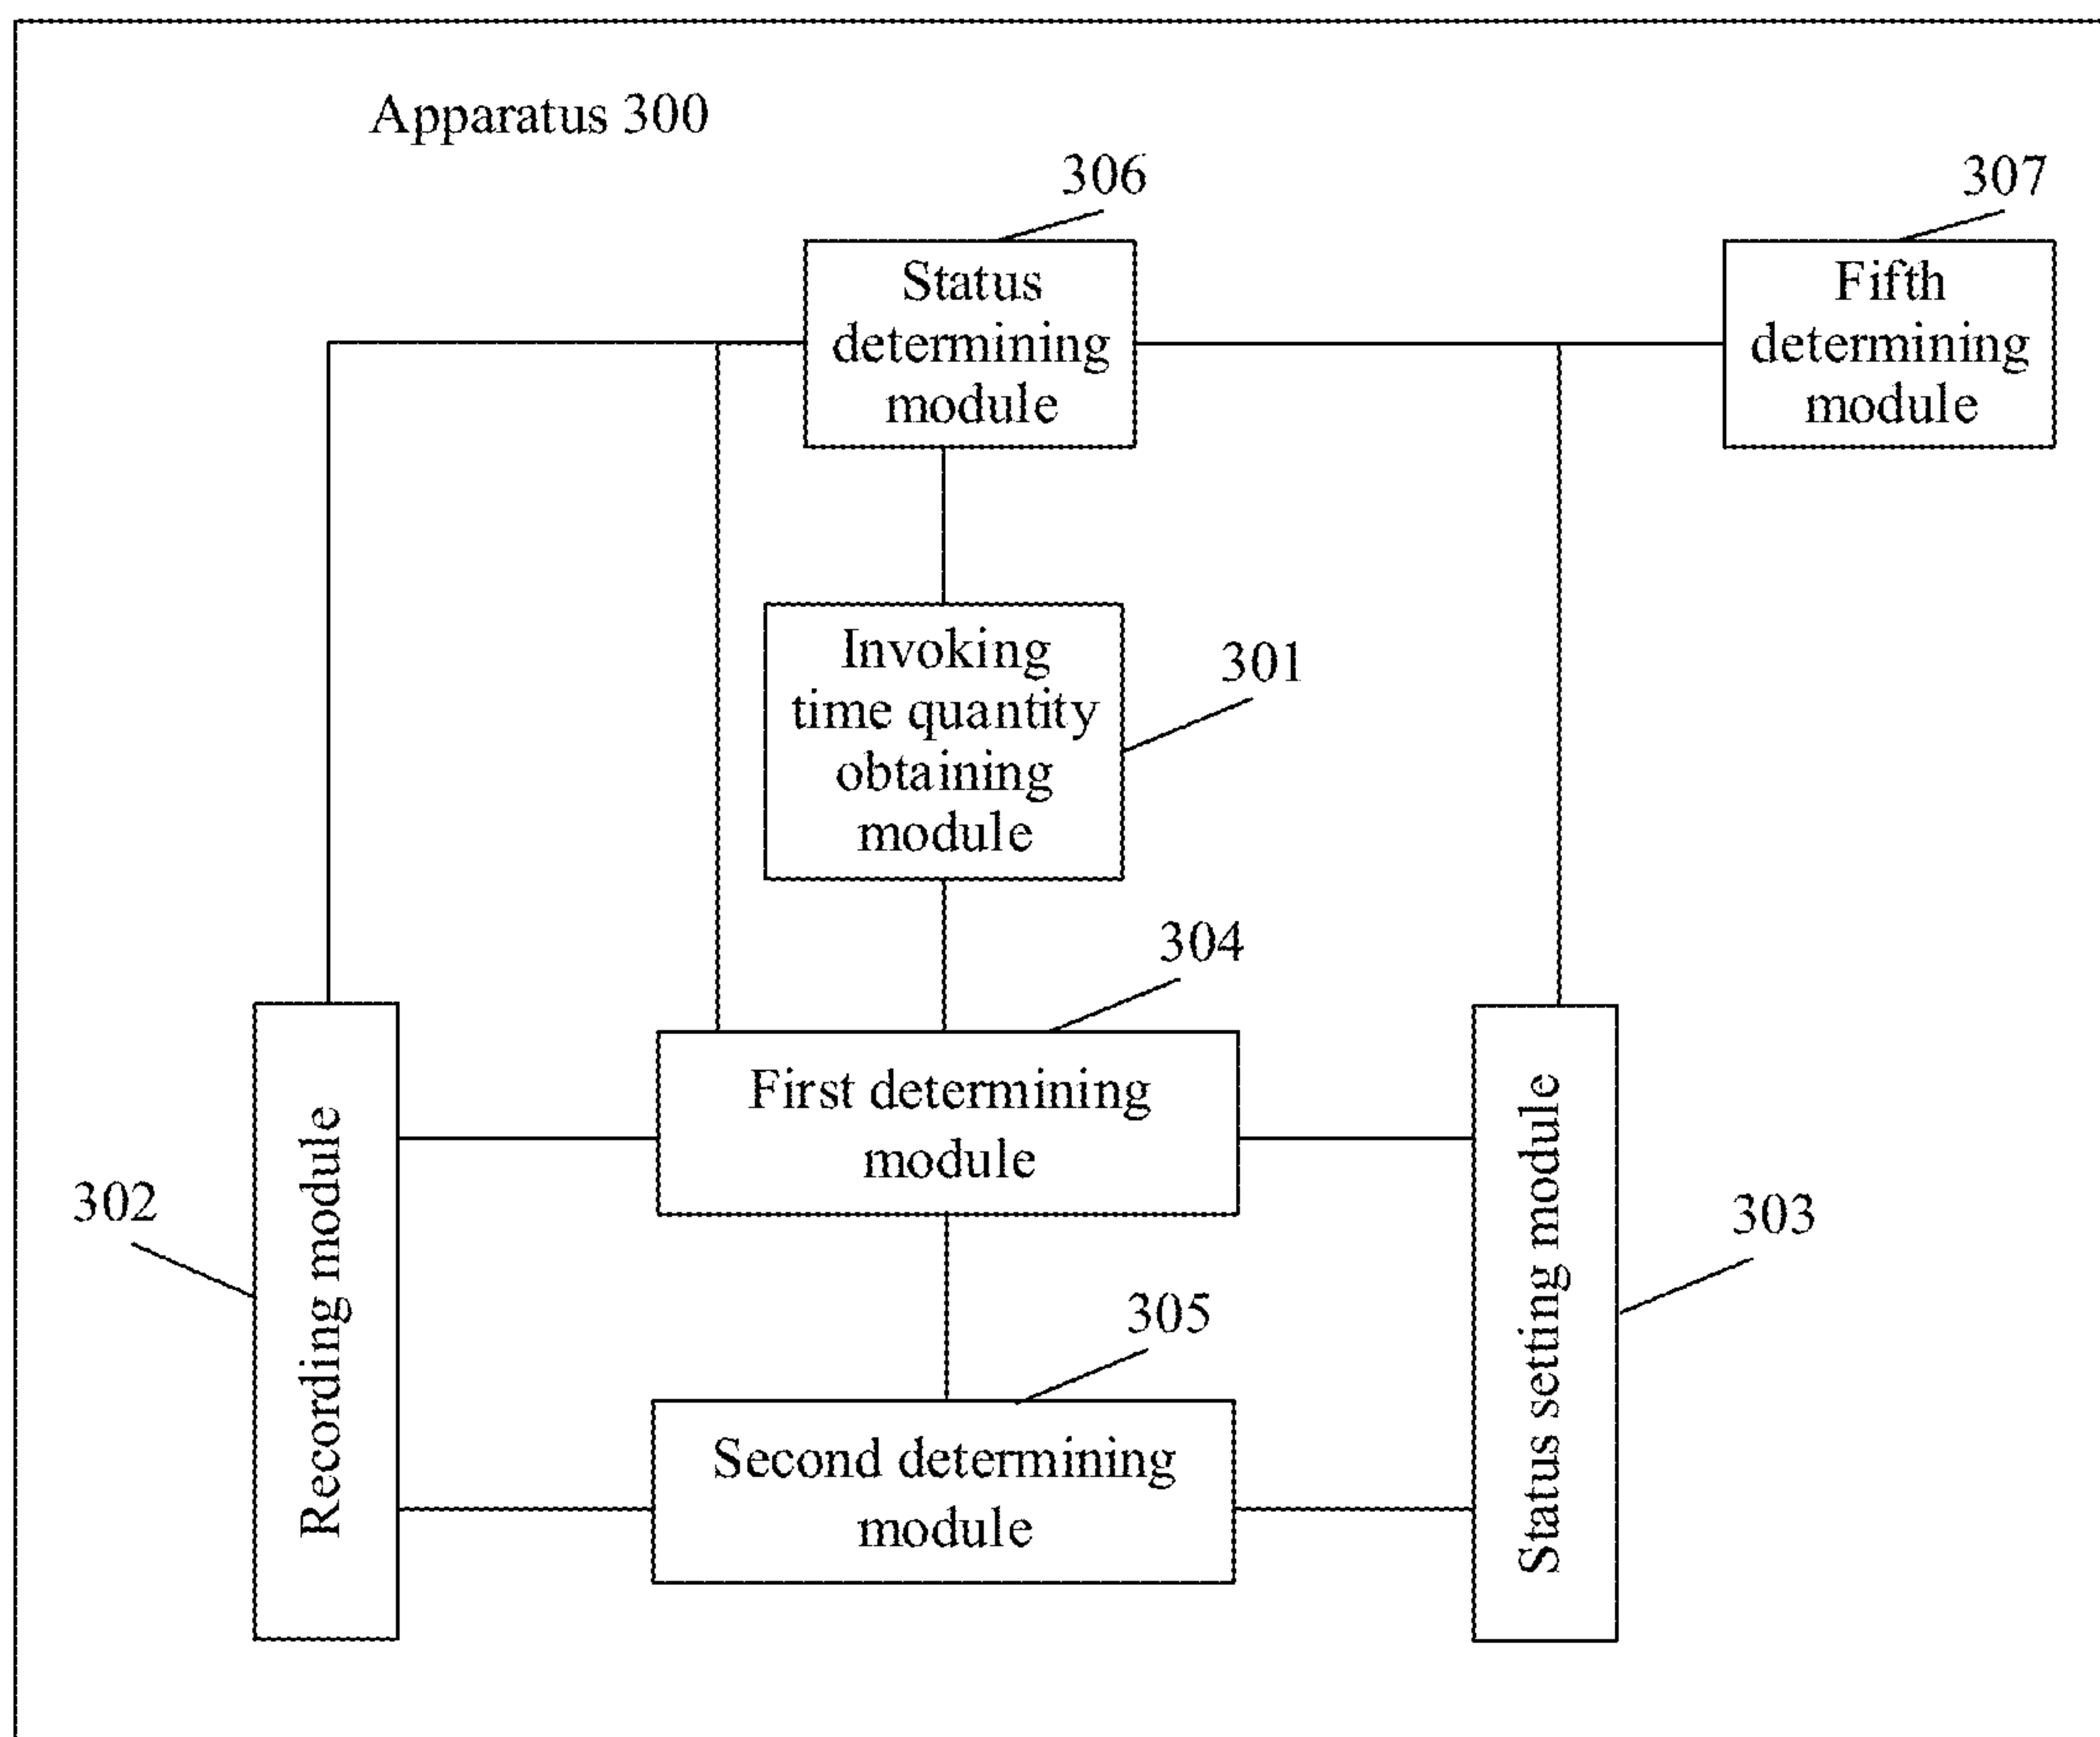 Apparatus 300
306
307
Status
determining
module
Fifth
determining
module
Invoking
time quantity
obtaining
module
301
304
First determining
module
302
Recording module
303
Status setting module
305
Second determining
module